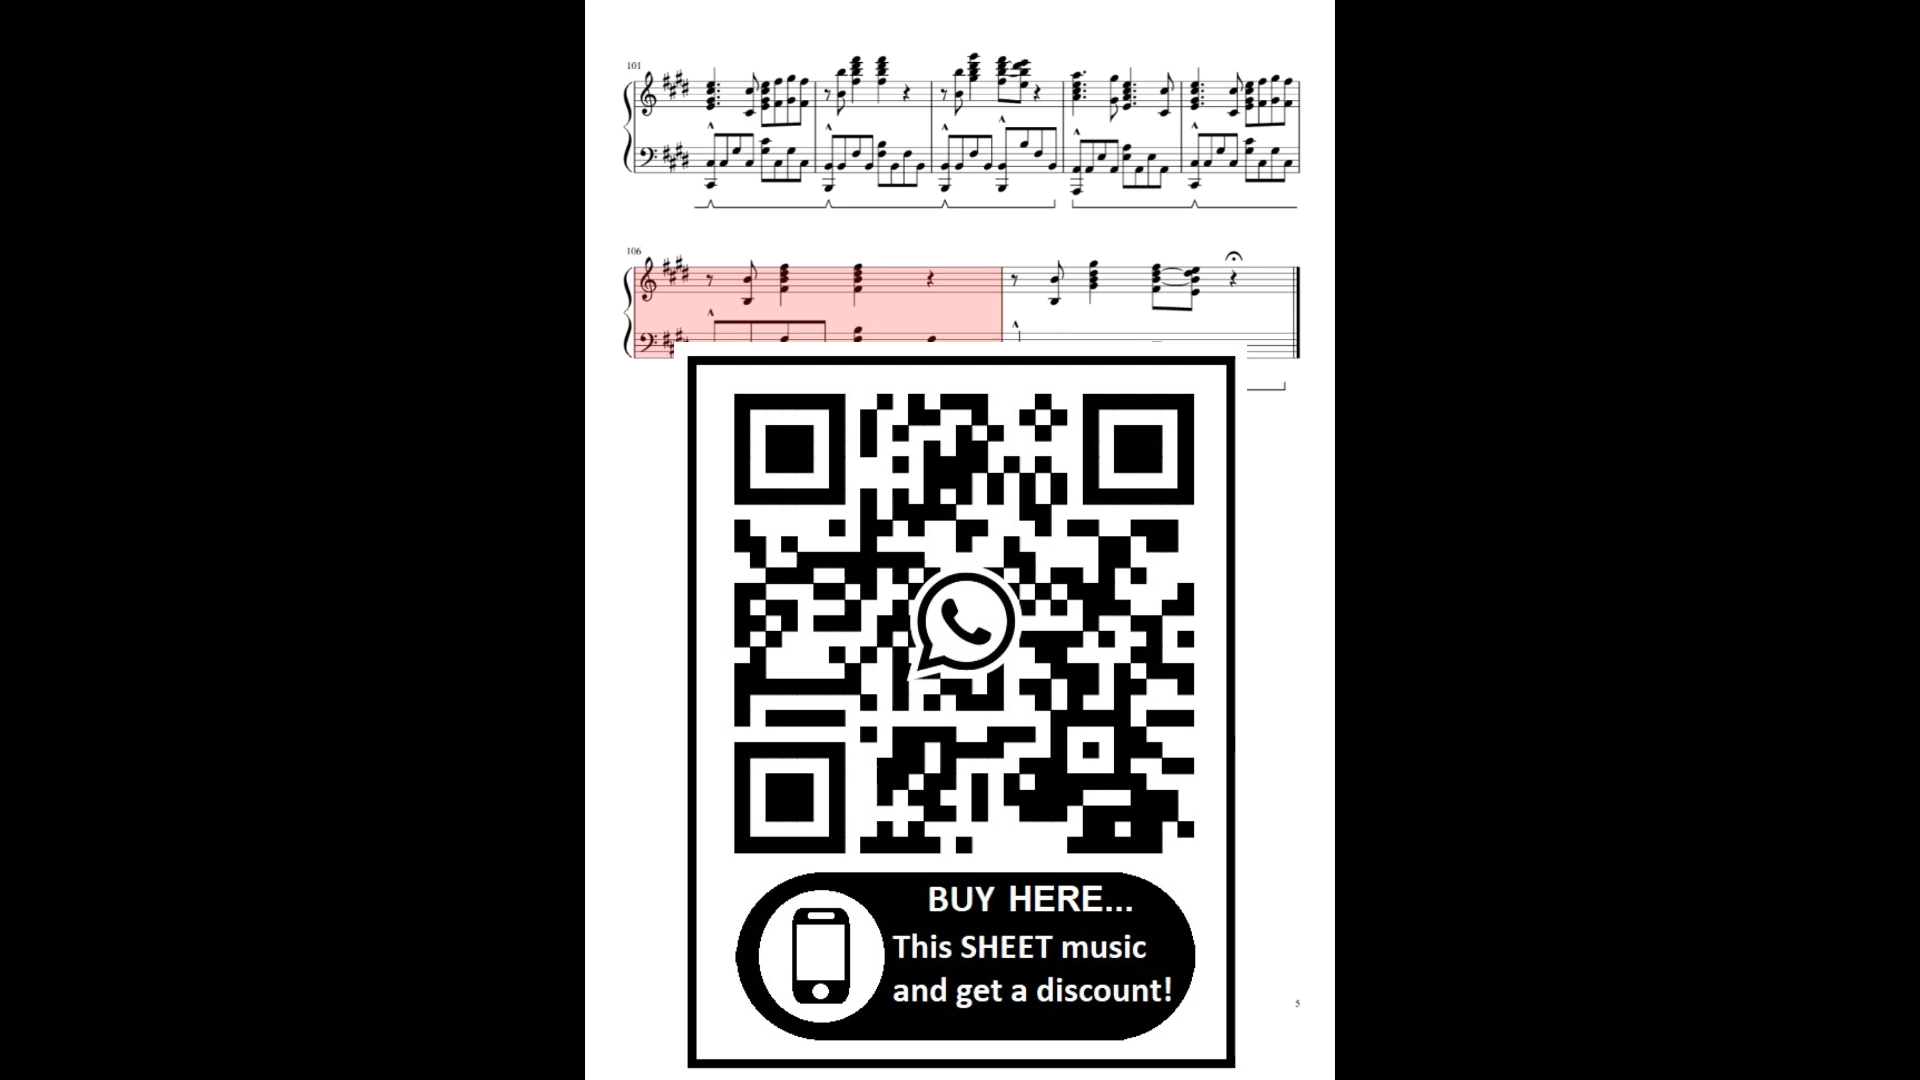 101
106
BUY HERE...
This SHEET music
and get a discount!
5